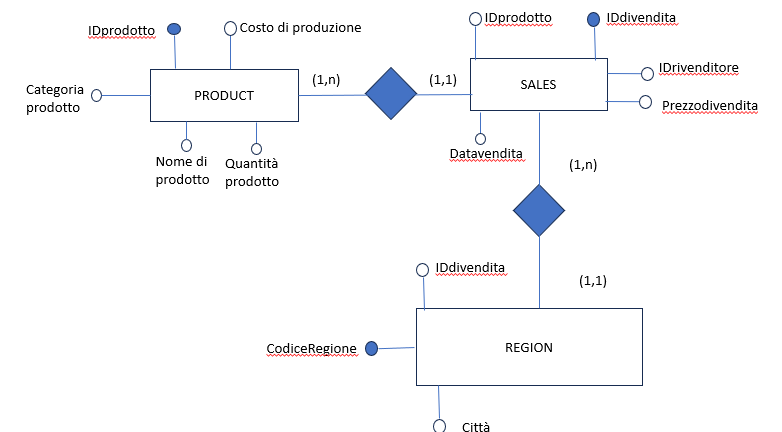 IDprodotto
Costo di produzione
IDprodotto
IDdivendita
Categoria
prodotto
PRODUCT
(1,n)
(1,1)
SALES
IDrivenditore
Prezzodivendita
Nome di
prodotto
Quantità
prodotto
Datavendita
(1,n)
IDdivendita
(1,1)
CodiceRegione
REGION
Città